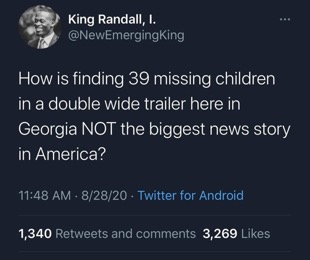 King Randall, I.
@NewEmergingKing
How is finding 39 missing children
in a double wide trailer here in
Georgia NOT the biggest news story
in America?
11:48 AM · 8/28/20 · Twitter for Android
1,340 Retweets and comments 3,269 Likes